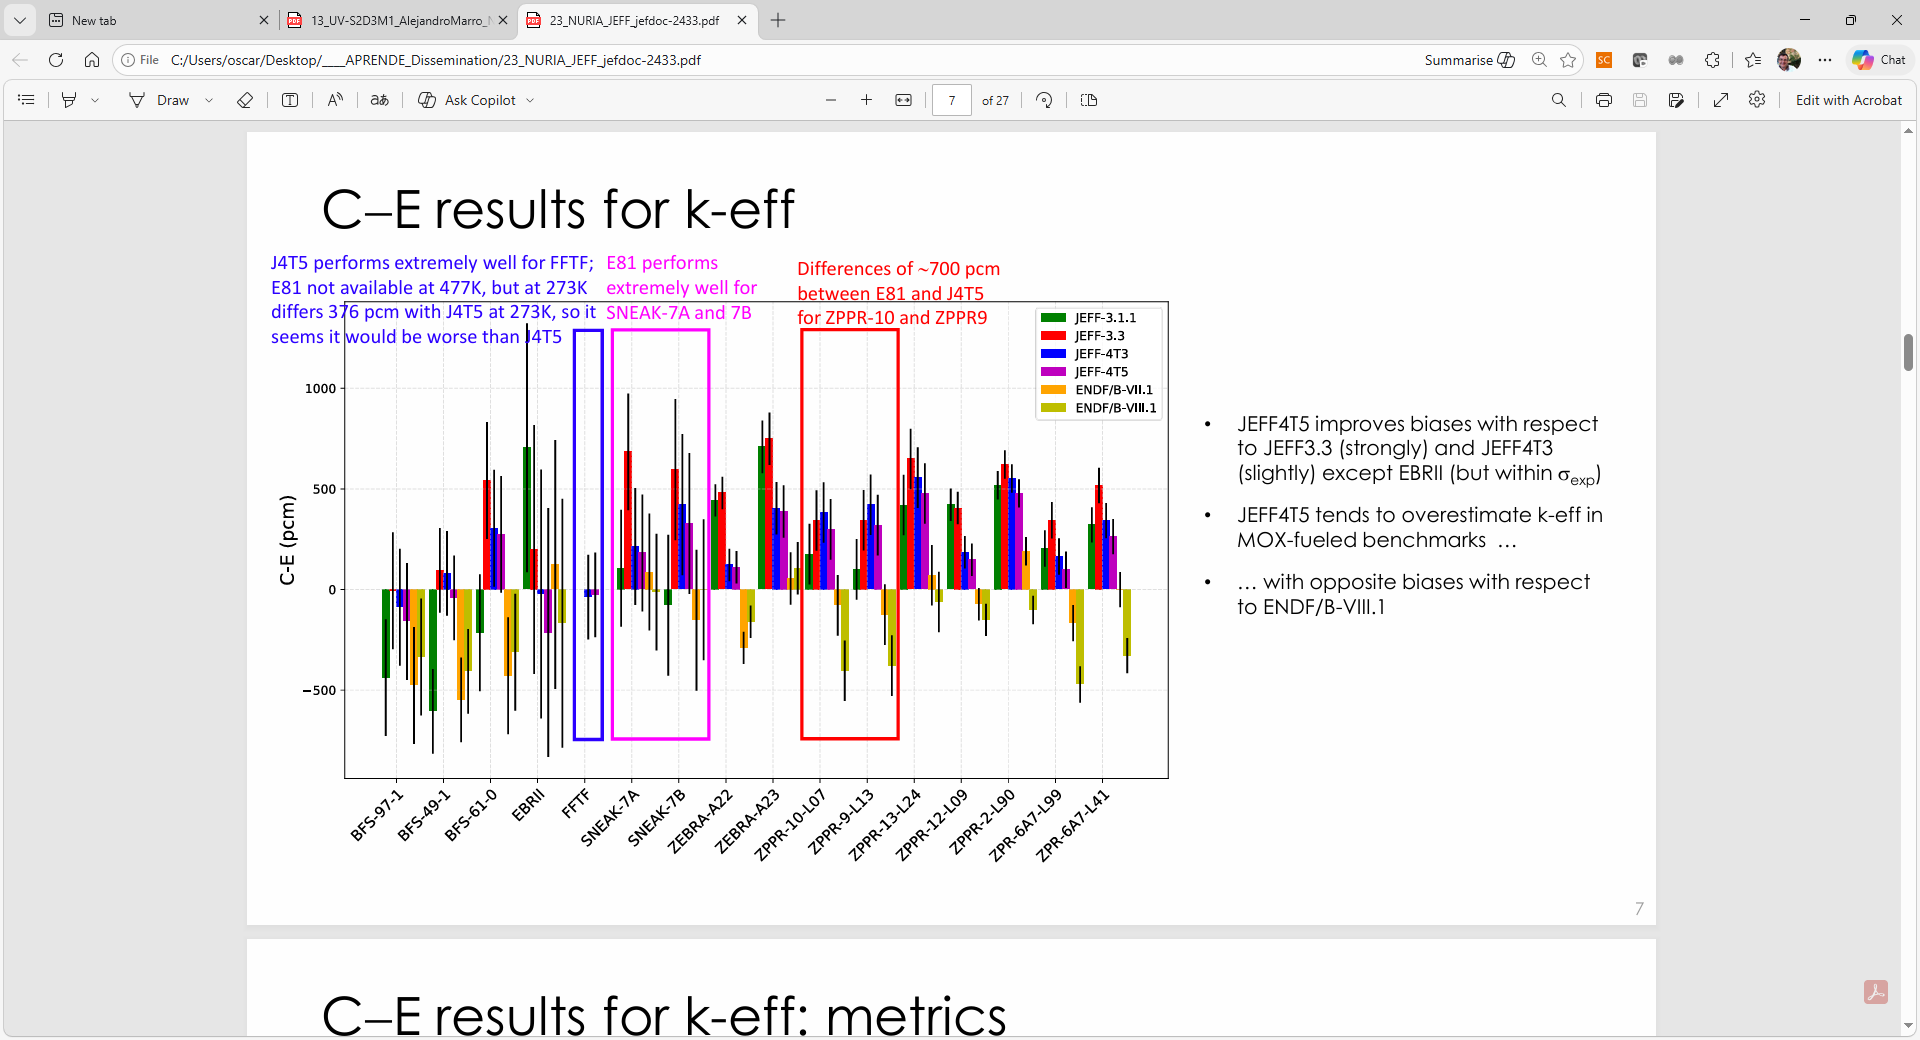 New tab
13_UV-S2D3M1_AlejandroMarro_
23_NURIA_JEFF_jefdoc-2433.pdf
File
C:/Users/oscar/Desktop/___APRENDE_Dissemination/23_NURIA_JEFF_jefdoc-2433.pdf
Summarise
SC
Chat
Draw
Ask Copilot
7
of 27
Edit with Acrobat
C–E results for k-eff
J4T5 performs extremely well for FFTF;
E81 not available at 477K, but at 273K
differs 376 pcm with J4T5 at 273K, so it
seems it would be worse than J4T5
E81 performs
extremely well for
SNEAK-7A and 7B
Differences of ~700 pcm
between E81 and J4T5
for ZPPR-10 and ZPPR9
JEFF-3.1.1
JEFF-3.3
JEFF-4T3
JEFF-4T5
ENDF/B-VII.1
ENDF/B-VIII.1
C-E (pcm)
1000
500
0
−500
BFS-97-1
BFS-49-1
BFS-61-0
EBRII
FFTF
SNEAK-7A
SNEAK-7B
ZEBRA-A22
ZEBRA-A23
ZPPR-10-L07
ZPPR-9-L13
ZPPR-13-L24
ZPPR-12-L09
ZPPR-2-L90
ZPR-6A7-L99
ZPR-6A7-L41
• JEFF4T5 improves biases with respect
to JEFF3.3 (strongly) and JEFF4T3
(slightly) except EBRII (but within σexp)
• JEFF4T5 tends to overestimate k-eff in
MOX-fueled benchmarks …
• … with opposite biases with respect
to ENDF/B-VIII.1
7
C–E results for k-eff: metrics